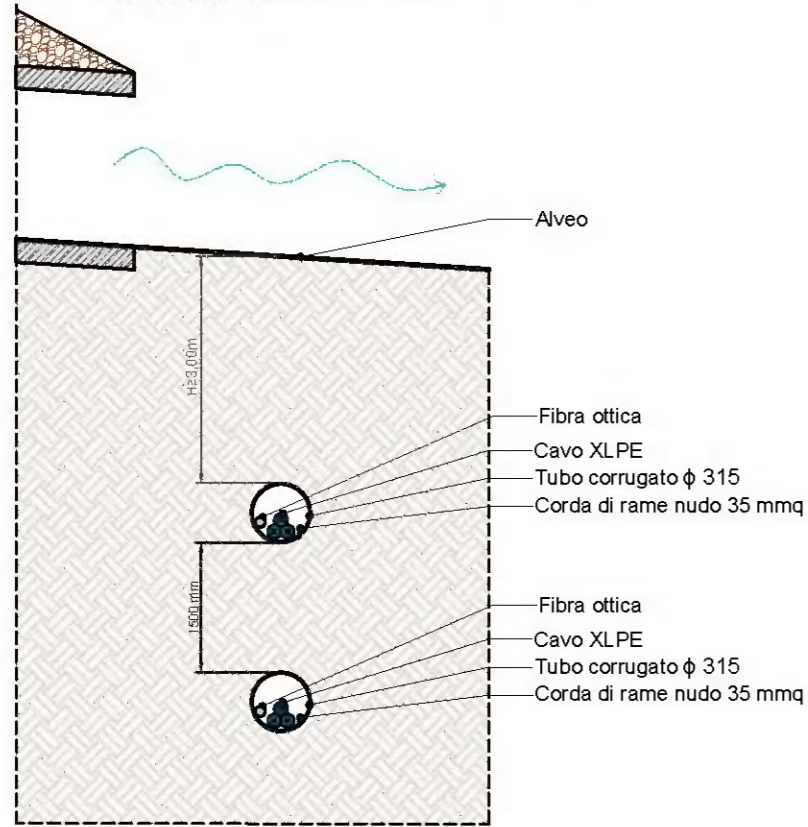 Alveo
H≥3,00m
Fibra ottica
Cavo XLPE
Tubo corrugato ϕ 315
Corda di rame nudo 35 mmq
1500 mm
Fibra ottica
Cavo XLPE
Tubo corrugato ϕ 315
Corda di rame nudo 35 mmq